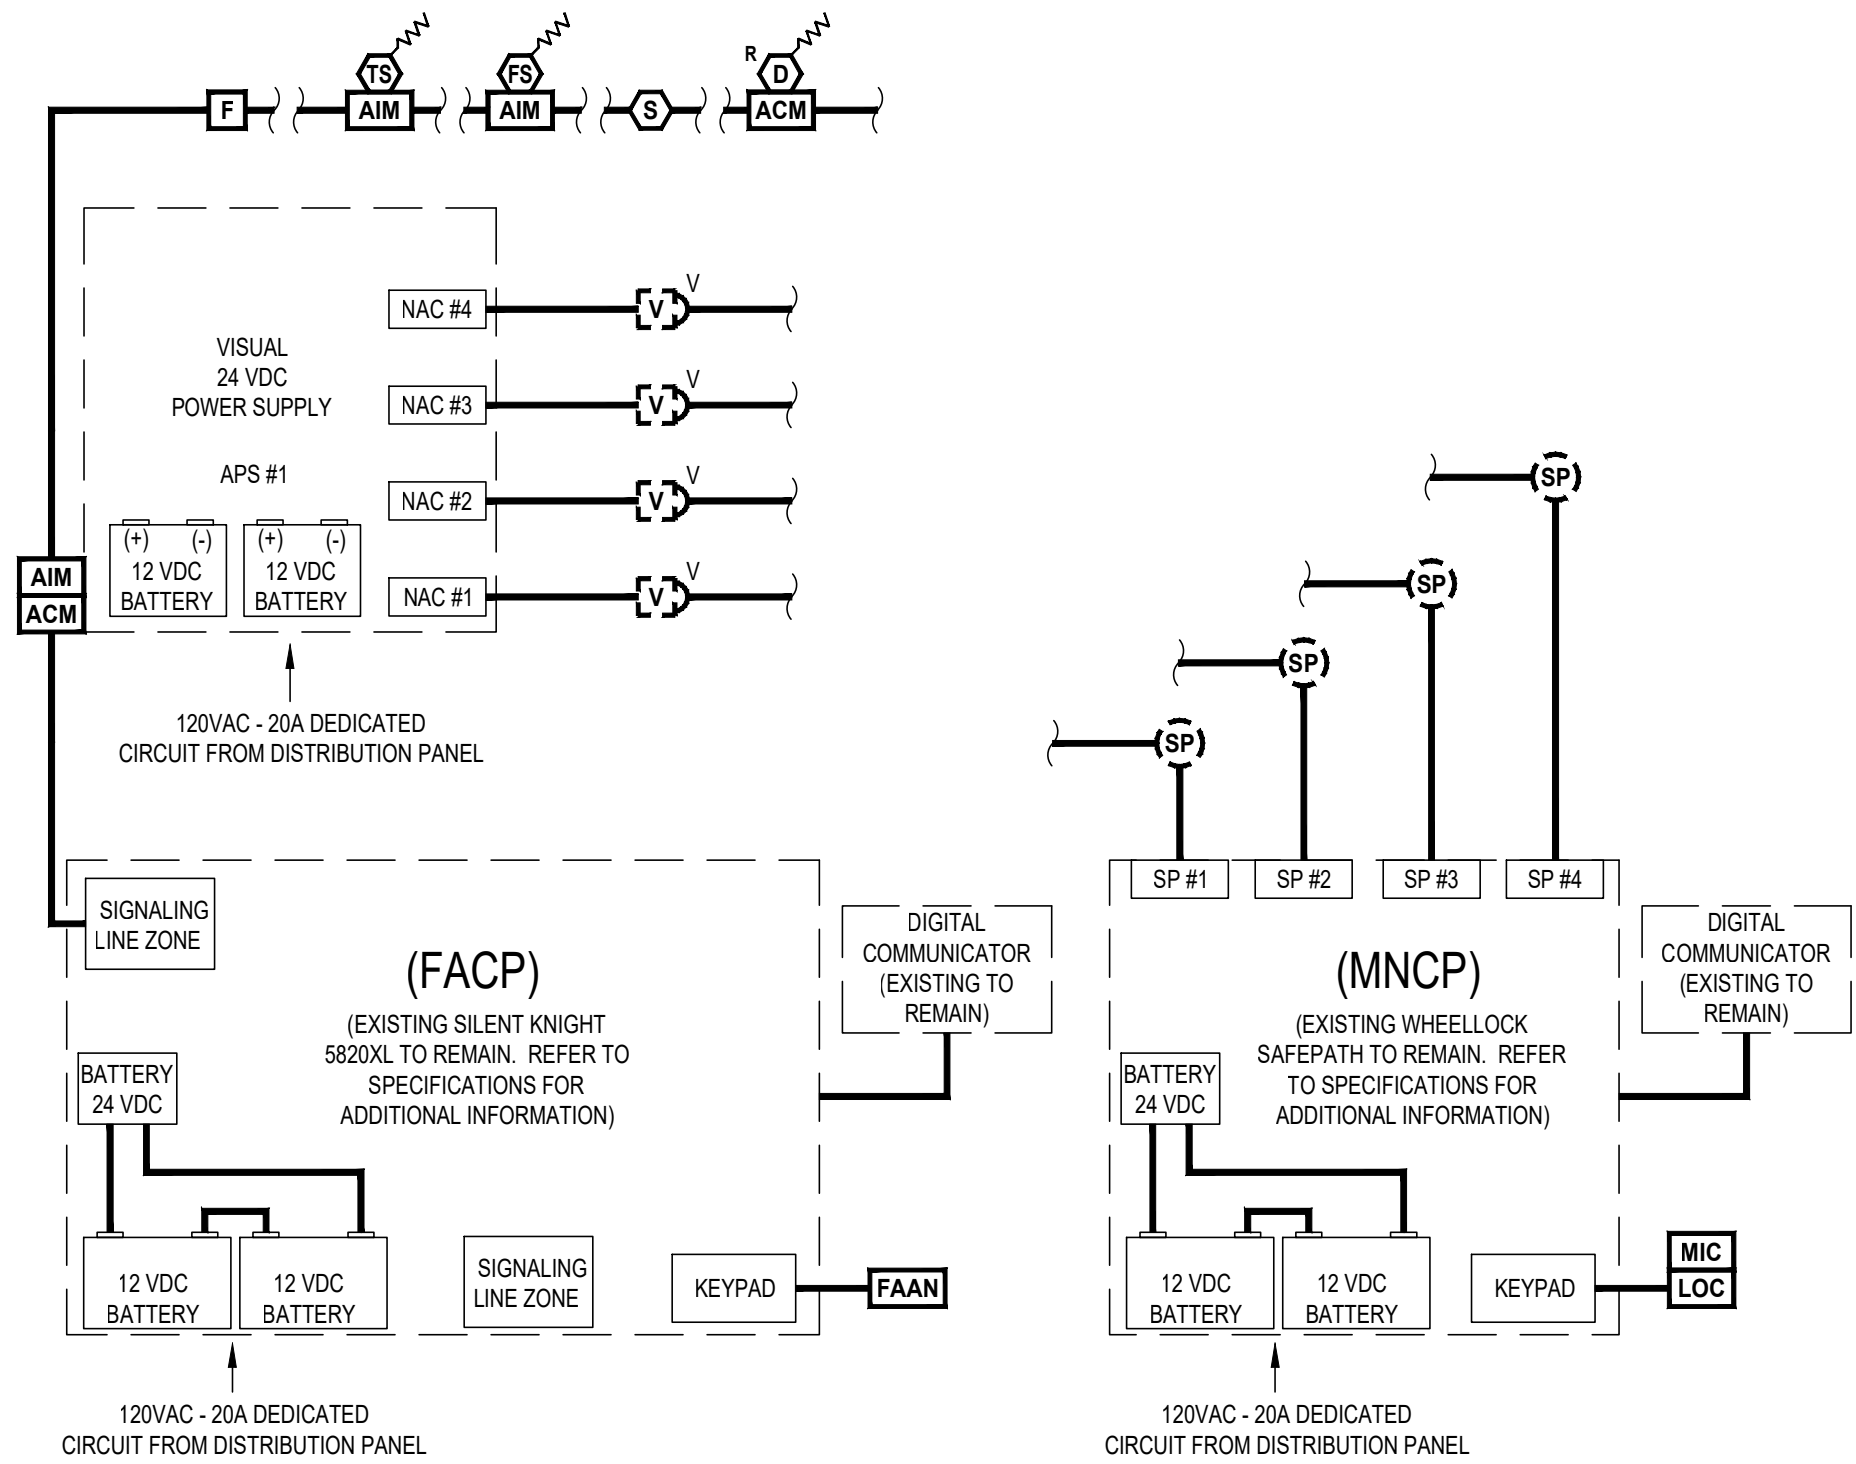 R
TS
FS
D
F
AIM
AIM
S
ACM
VISUAL
24 VDC
POWER SUPPLY
APS #1
NAC #4
V
V
NAC #3
V
V
NAC #2
V
V
NAC #1
V
V
(+) (-)
12 VDC
BATTERY
(+) (-)
12 VDC
BATTERY
AIM
ACM
120VAC - 20A DEDICATED
CIRCUIT FROM DISTRIBUTION PANEL
SP
SP
SP
SP
SIGNALING
LINE ZONE
(FACP)
(EXISTING SILENT KNIGHT
5820XL TO REMAIN. REFER TO
SPECIFICATIONS FOR
ADDITIONAL INFORMATION)
DIGITAL
COMMUNICATOR
(EXISTING TO
REMAIN)
BATTERY
24 VDC
12 VDC
BATTERY
12 VDC
BATTERY
SIGNALING
LINE ZONE
KEYPAD
FAAN
120VAC - 20A DEDICATED
CIRCUIT FROM DISTRIBUTION PANEL
SP #1
SP #2
SP #3
SP #4
(MNCP)
(EXISTING WHEELLOCK
SAFEPATH TO REMAIN. REFER
TO SPECIFICATIONS FOR
ADDITIONAL INFORMATION)
DIGITAL
COMMUNICATOR
(EXISTING TO
REMAIN)
BATTERY
24 VDC
12 VDC
BATTERY
12 VDC
BATTERY
KEYPAD
MIC
LOC
120VAC - 20A DEDICATED
CIRCUIT FROM DISTRIBUTION PANEL